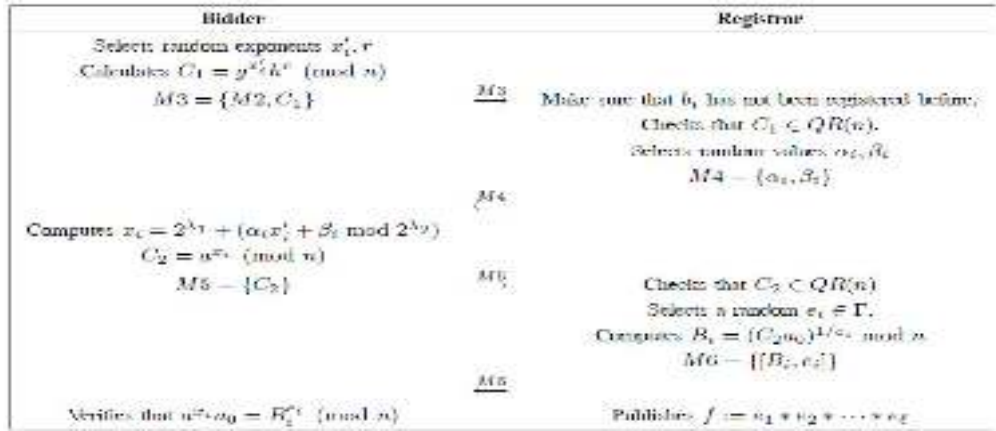 Bidder
Registrar
Selects random exponents x'_i, r
Calculates C_1 = g^{x'_i} h^r (mod n)
M3 = {M2, C_1}
M3
Make sure that b_i has not been registered before.
Checks that C_1 ∈ QR(n).
Selects random values α_i, β_i
M4 = {α_i, β_i}
M4
Computes x_i = 2^{λ_1} + (α_i x'_i + β_i mod 2^{λ_2})
C_2 = a^{x_i} (mod n)
M5 = {C_2}
M5
Checks that C_2 ∈ QR(n)
Selects a random e_i ∈ Γ.
Computes B_i = (C_2 a_0)^{1/e_i} mod n
M6 = {[B_i, e_i]}
M6
Verifies that a^{x_i} a_0 = B_i^{e_i} (mod n)
Publishes f := e_1 * e_2 * ··· * e_ℓ